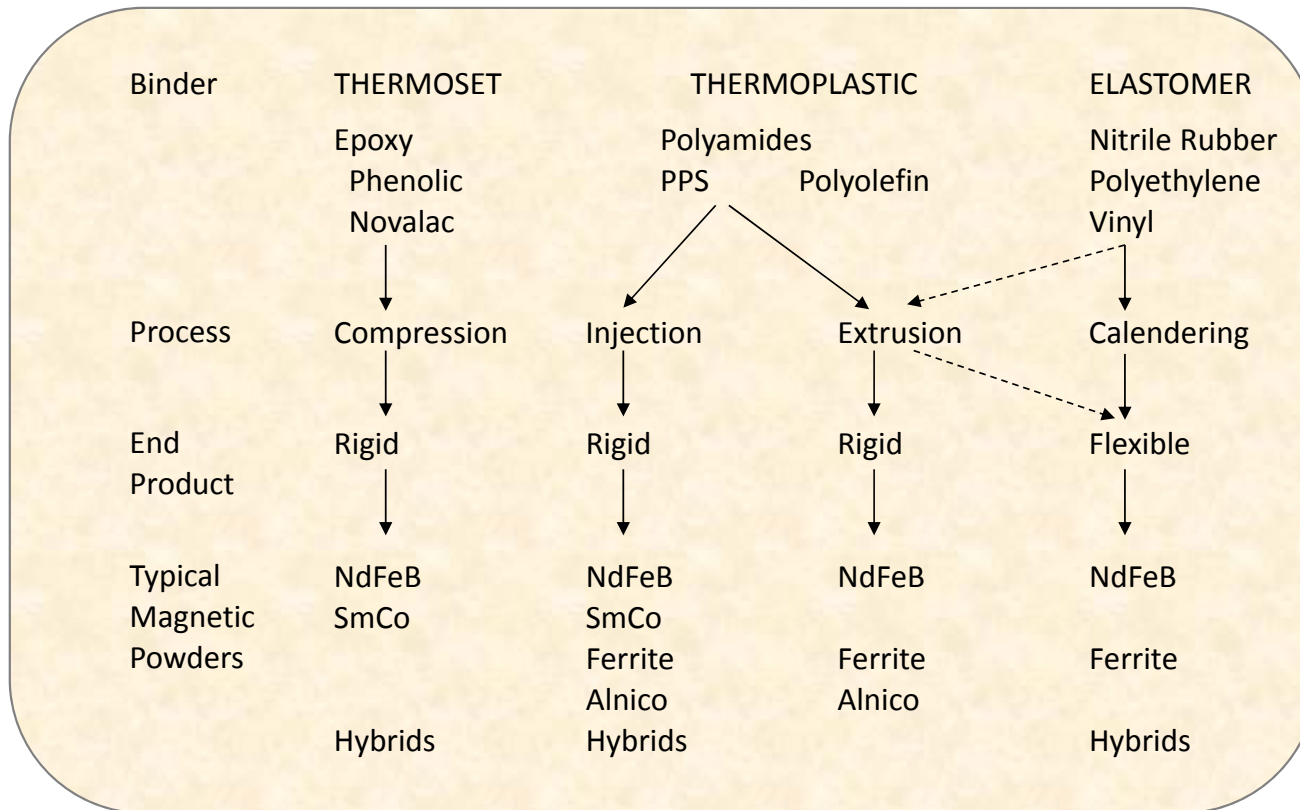 Binder THERMOSET THERMOPLASTIC ELASTOMER
Epoxy Polyamides Nitrile Rubber
Phenolic PPS Polyolefin Polyethylene
Novalac Vinyl
Process Compression Injection Extrusion Calendering
End Rigid Rigid Rigid Flexible
Product
Typical NdFeB NdFeB NdFeB NdFeB
Magnetic SmCo SmCo
Powders Ferrite Ferrite Ferrite
Alnico Alnico
Hybrids Hybrids Hybrids